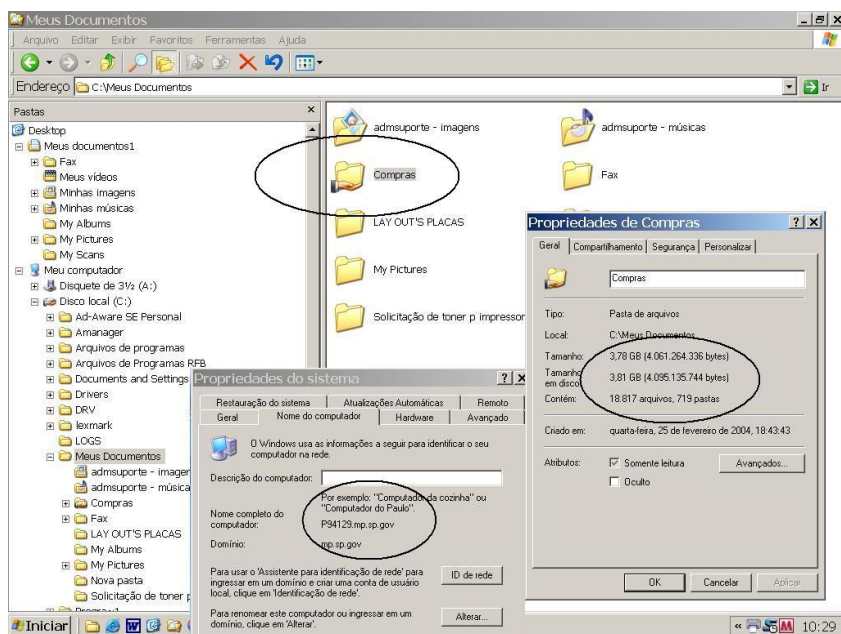 Meus Documentos
Arquivo Editar Exibir Favoritos Ferramentas Ajuda
Endereço C:\Meus Documentos Ir
Pastas
Desktop
Meus documentos1
Fax
Meus vídeos
Minhas imagens
Minhas músicas
My Albums
My Pictures
My Scans
Meu computador
Disquete de 3½ (A:)
Disco local (C:)
Ad-Aware SE Personal
Amanager
Arquivos de programas
Arquivos de Programas RFB
Documents and Settings
Drivers
DRV
lexmark
LOGS
Meus Documentos
admsuporte - imager
admsuporte - música
Compras
Fax
LAY OUT'S PLACAS
My Albums
My Pictures
Nova pasta
Solicitação de toner p
admsuporte - imagens
admsuporte - músicas
Compras
Fax
LAY OUT'S PLACAS
My Pictures
Solicitação de toner p impressor
Propriedades de Compras
Geral Compartilhamento Segurança Personalizar
Compras
Tipo: Pasta de arquivos
Local: C:\Meus Documentos
Tamanho: 3,78 GB (4.061.264.336 bytes)
Tamanho em disco: 3,81 GB (4.095.135.744 bytes)
Contém: 18.817 arquivos, 719 pastas
Criado em: quarta-feira, 25 de fevereiro de 2004, 18:43:43
Atributos: Somente leitura Avançados...
Oculto
OK Cancelar Aplicar
Propriedades do sistema
Restauração do sistema Atualizações Automáticas Remoto
Geral Nome do computador Hardware Avançado
O Windows usa as informações a seguir para identificar o seu
computador na rede.
Descrição do computador:
Por exemplo: "Computador da cozinha" ou
"Computador do Paulo".
Nome completo do
computador: P94129.mp.sp.gov
Domínio: mp.sp.gov
Para usar o 'Assistente para identificação de rede' para
ingressar em um domínio e criar uma conta de usuário
local, clique em 'Identificação de rede'.
ID de rede
Para renomear este computador ou ingressar em um
domínio, clique em 'Alterar'.
Alterar...
Iniciar
10:29